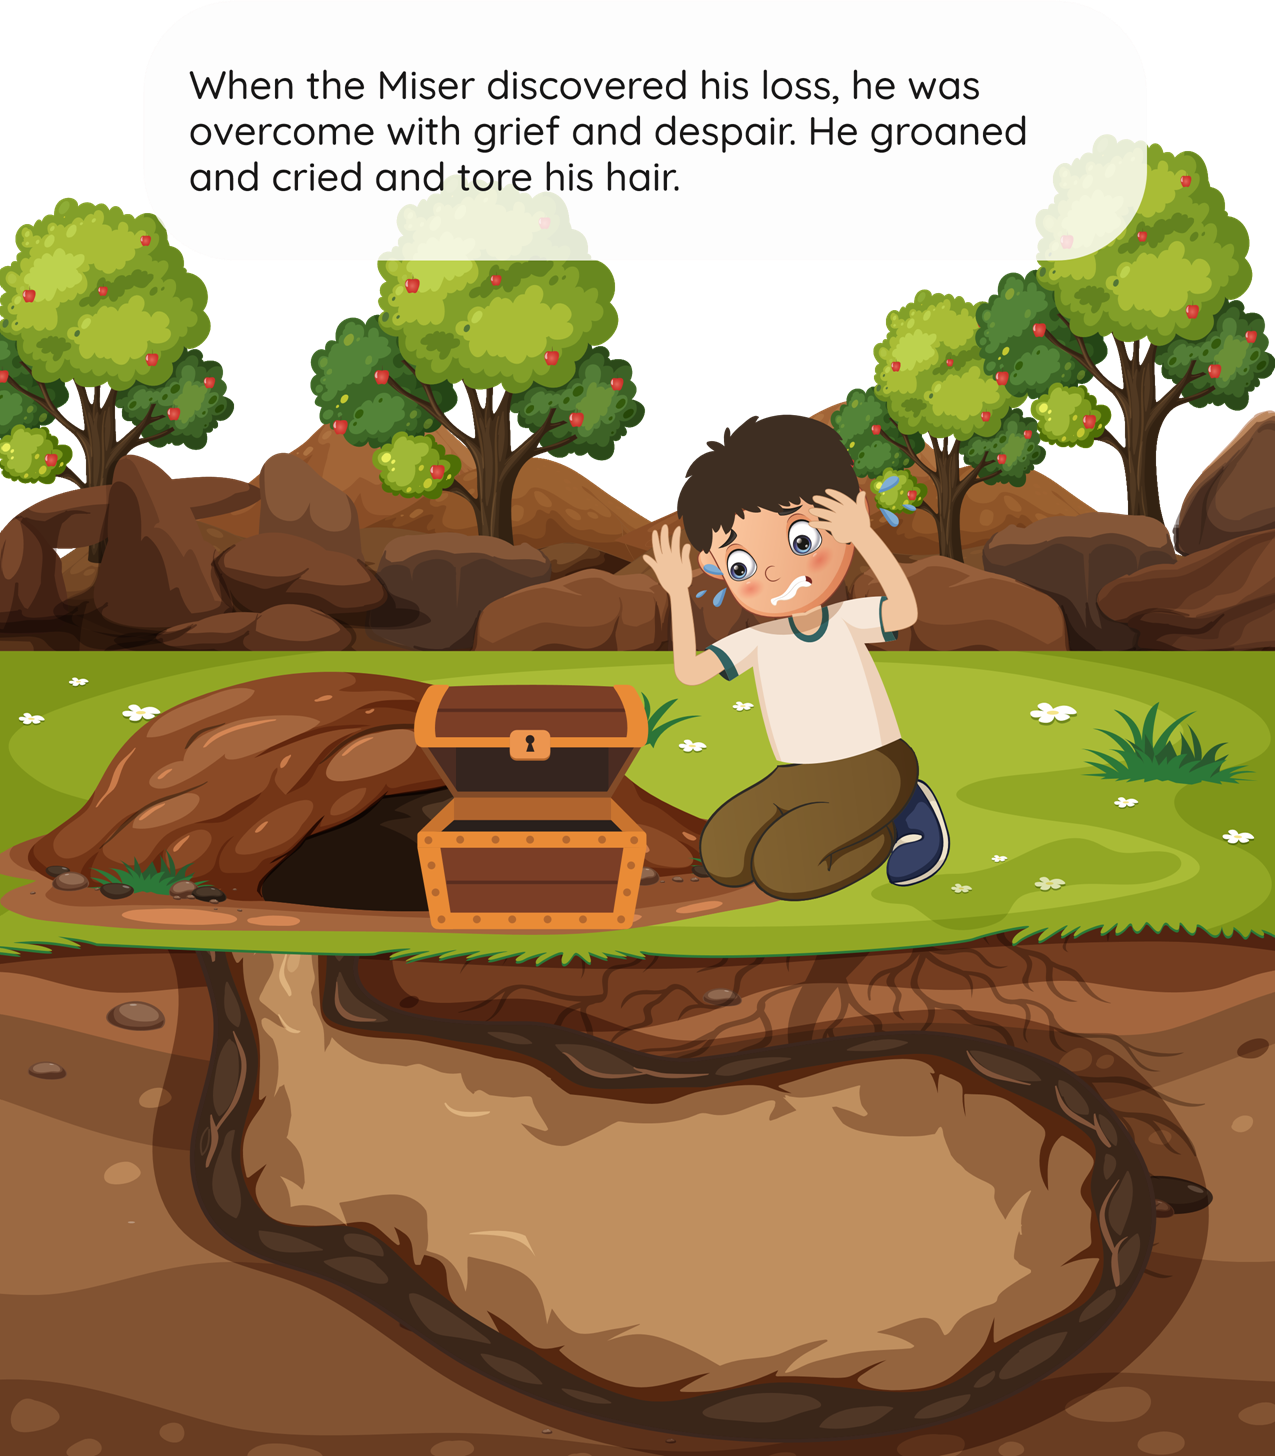 When the Miser discovered his loss, he was
overcome with grief and despair. He groaned
and cried and tore his hair.